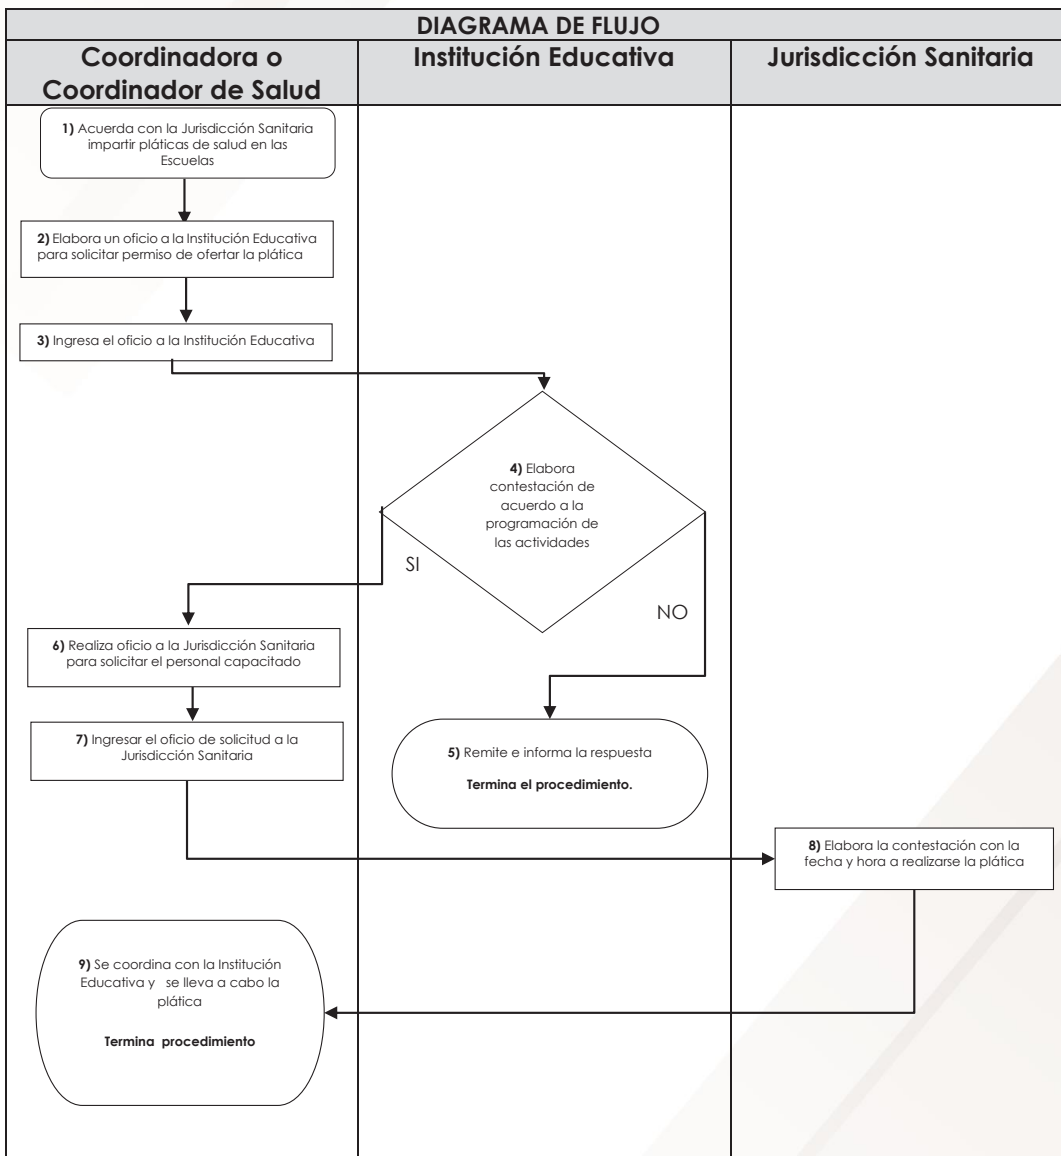 DIAGRAMA DE FLUJO
Coordinadora o
Coordinador de Salud
Institución Educativa
Jurisdicción Sanitaria
1) Acuerda con la Jurisdicción Sanitaria
impartir pláticas de salud en las
Escuelas
2) Elabora un oficio a la Institución Educativa
para solicitar permiso de ofertar la plática
3) Ingresa el oficio a la Institución Educativa
4) Elabora
contestación de
acuerdo a la
programación de
las actividades
SI
NO
6) Realiza oficio a la Jurisdicción Sanitaria
para solicitar el personal capacitado
7) Ingresar el oficio de solicitud a la
Jurisdicción Sanitaria
5) Remite e informa la respuesta
Termina el procedimiento.
8) Elabora la contestación con la
fecha y hora a realizarse la plática
9) Se coordina con la Institución
Educativa y se lleva a cabo la
plática
Termina procedimiento